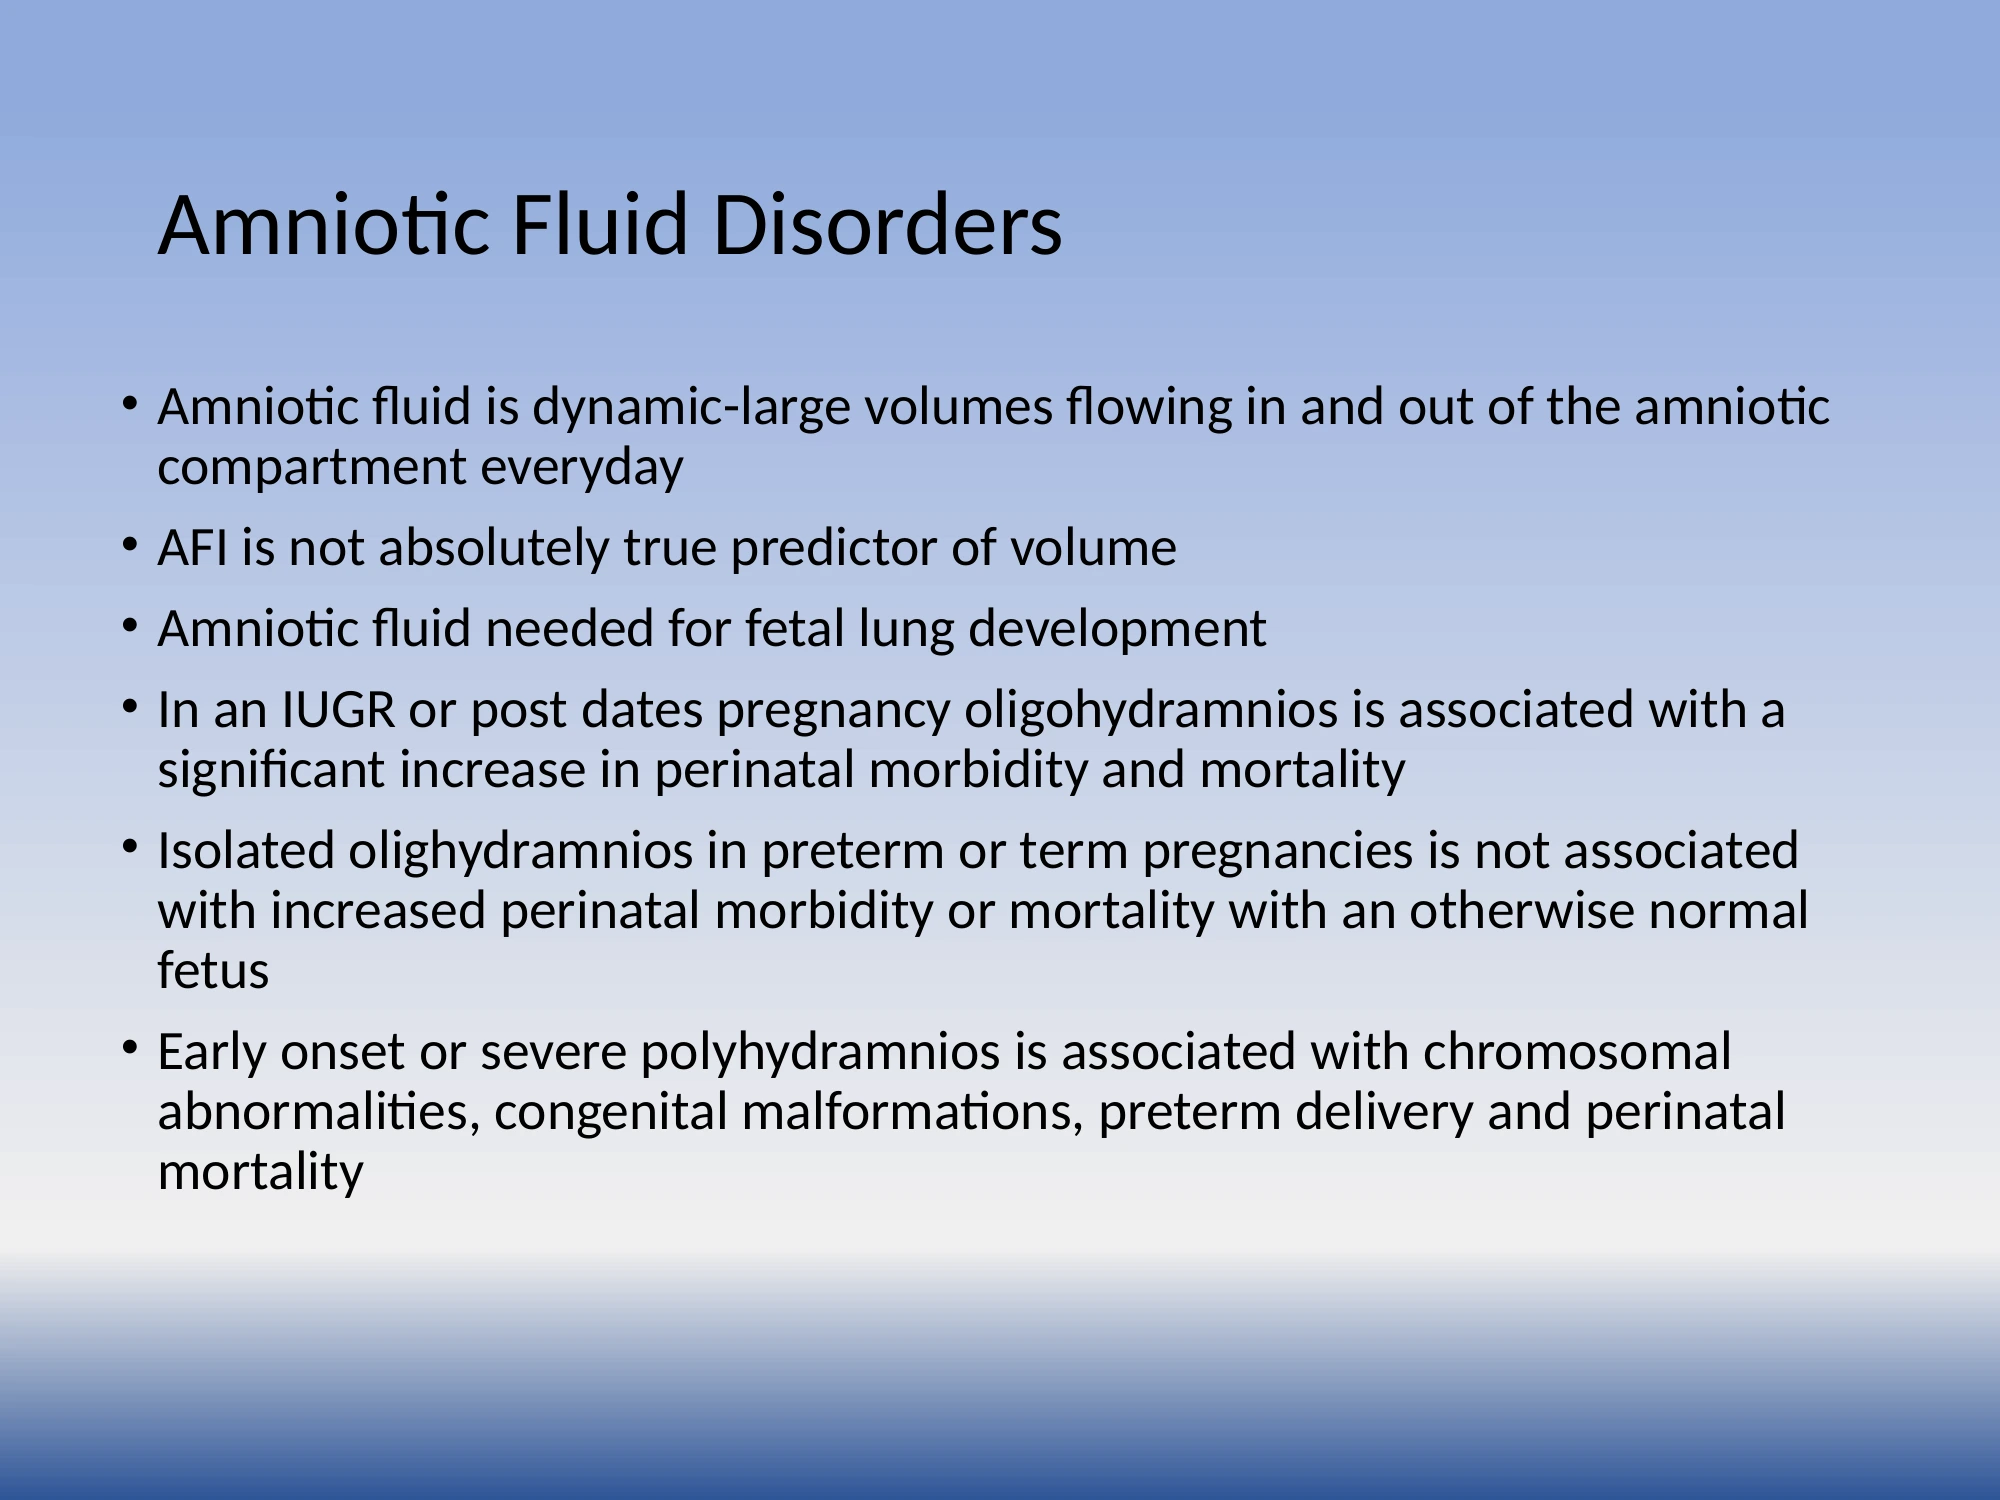 Amniotic Fluid Disorders
• Amniotic fluid is dynamic-large volumes flowing in and out of the amniotic
compartment everyday
• AFI is not absolutely true predictor of volume
• Amniotic fluid needed for fetal lung development
• In an IUGR or post dates pregnancy oligohydramnios is associated with a
significant increase in perinatal morbidity and mortality
• Isolated olighydramnios in preterm or term pregnancies is not associated
with increased perinatal morbidity or mortality with an otherwise normal
fetus
• Early onset or severe polyhydramnios is associated with chromosomal
abnormalities, congenital malformations, preterm delivery and perinatal
mortality